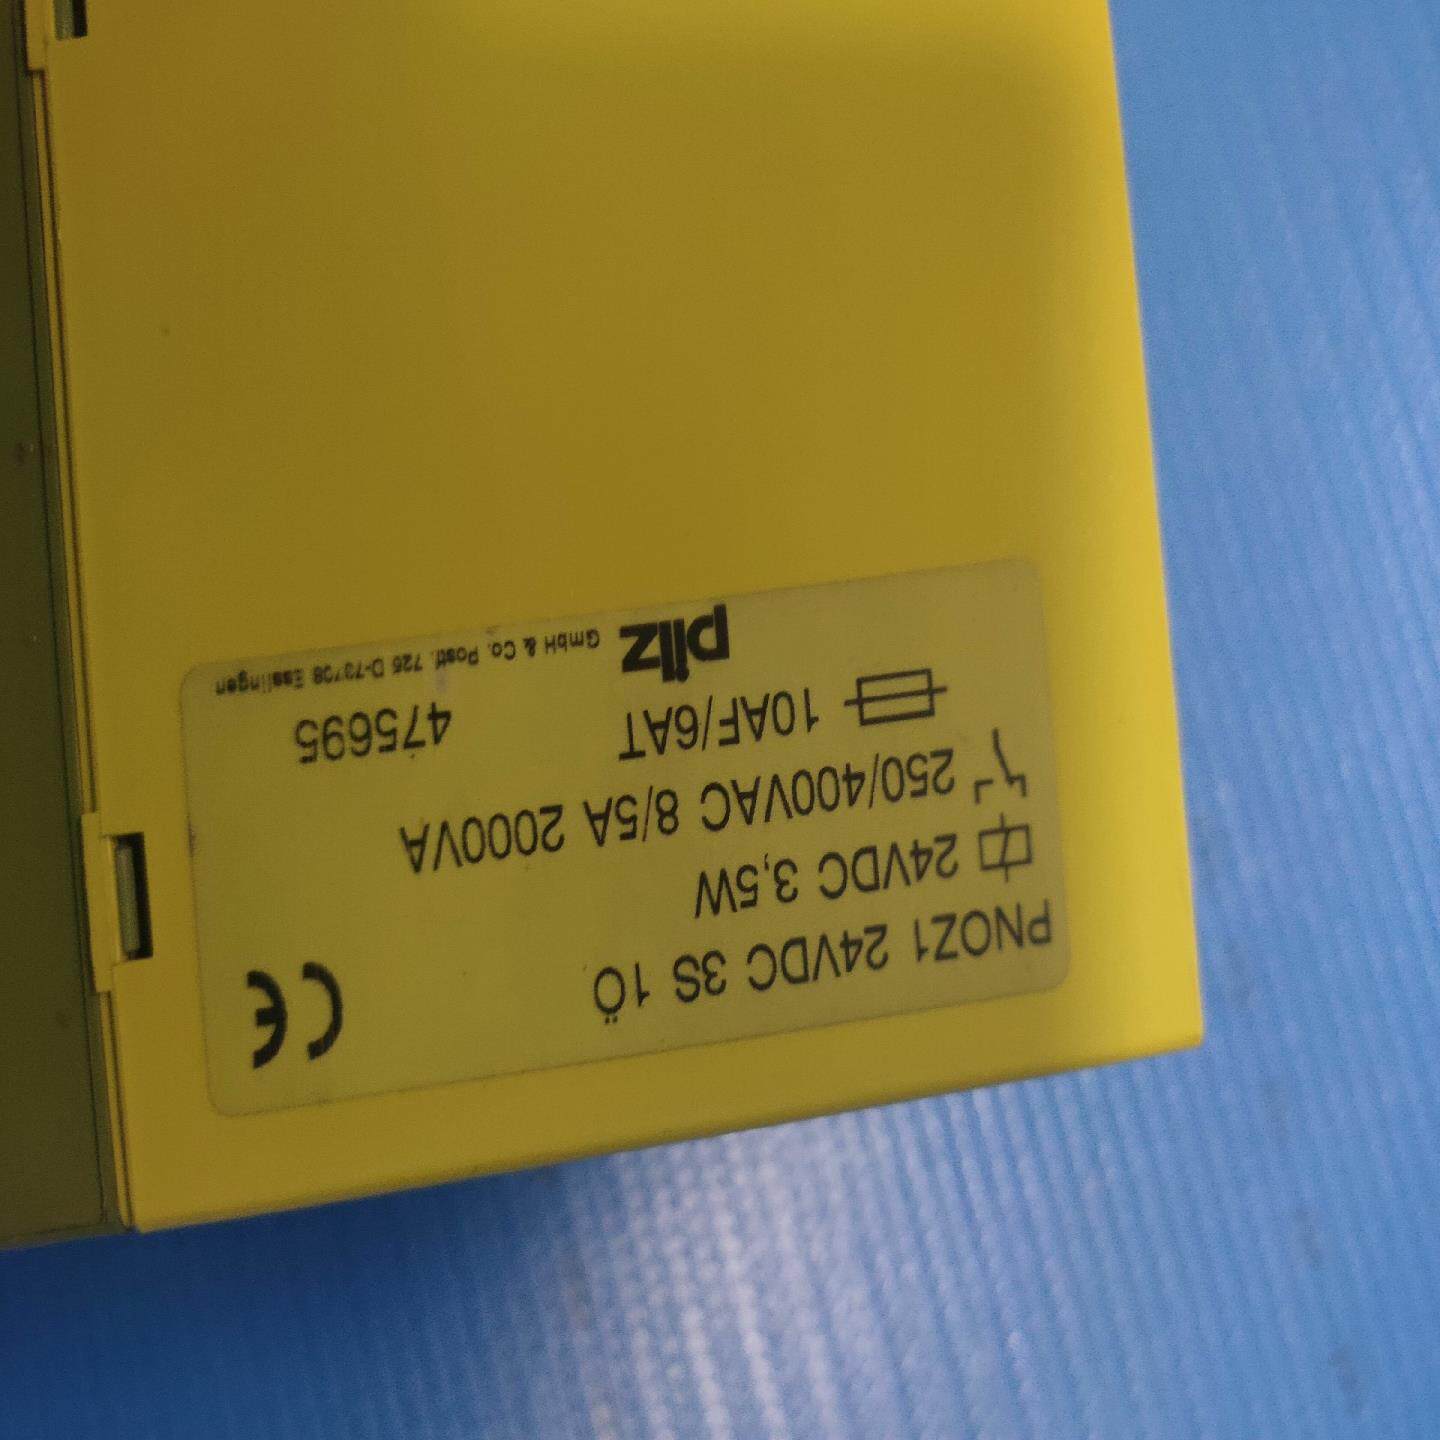 PNOZ1 24VDC 3S 1Ö
24VDC 3,5W
250/400VAC 8/5A 2000VA
10AF/6AT 475695
pilz GmbH & Co. Postf. 725 D-73708 Esslingen
CE